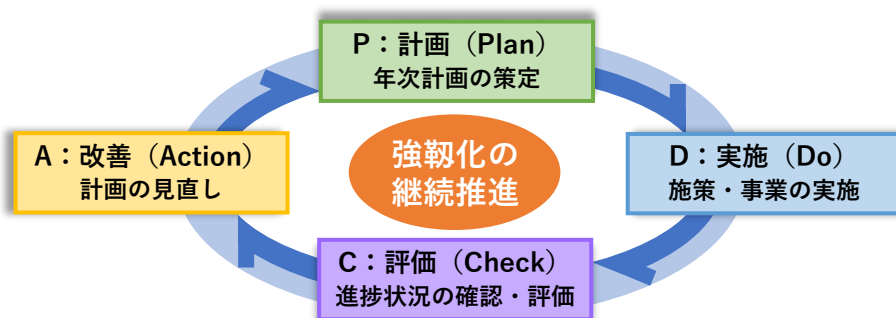 P：計画（Plan）
年次計画の策定
A：改善（Action）
計画の見直し
強靱化の
継続推進
D：実施（Do）
施策・事業の実施
C：評価（Check）
進捗状況の確認・評価